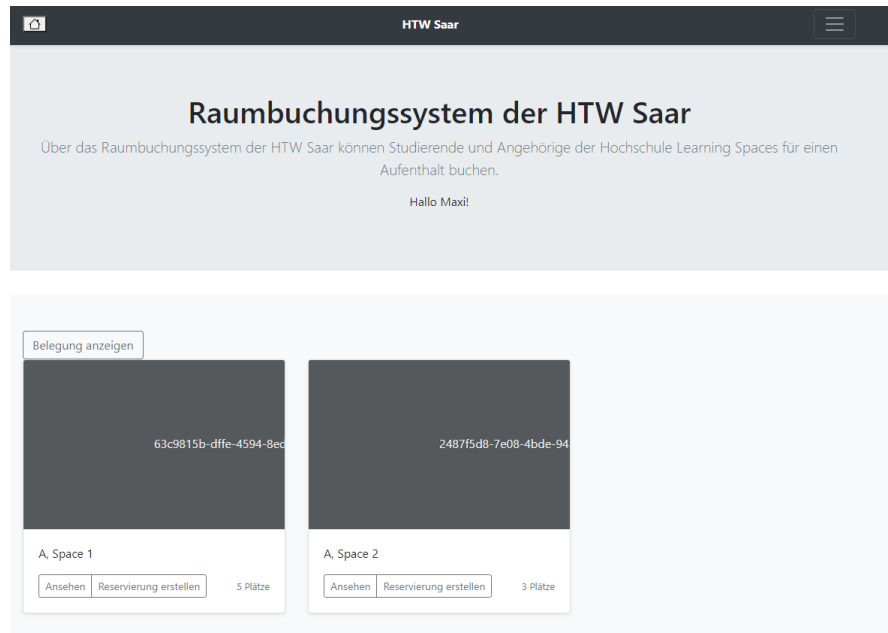 HTW Saar
Raumbuchungssystem der HTW Saar
Über das Raumbuchungssystem der HTW Saar können Studierende und Angehörige der Hochschule Learning Spaces für einen
Aufenthalt buchen.
Hallo Maxi!
Belegung anzeigen
63c9815b-dffe-4594-8ed
2487f5d8-7e08-4bde-94
A, Space 1
Ansehen Reservierung erstellen 5 Plätze
A, Space 2
Ansehen Reservierung erstellen 3 Plätze